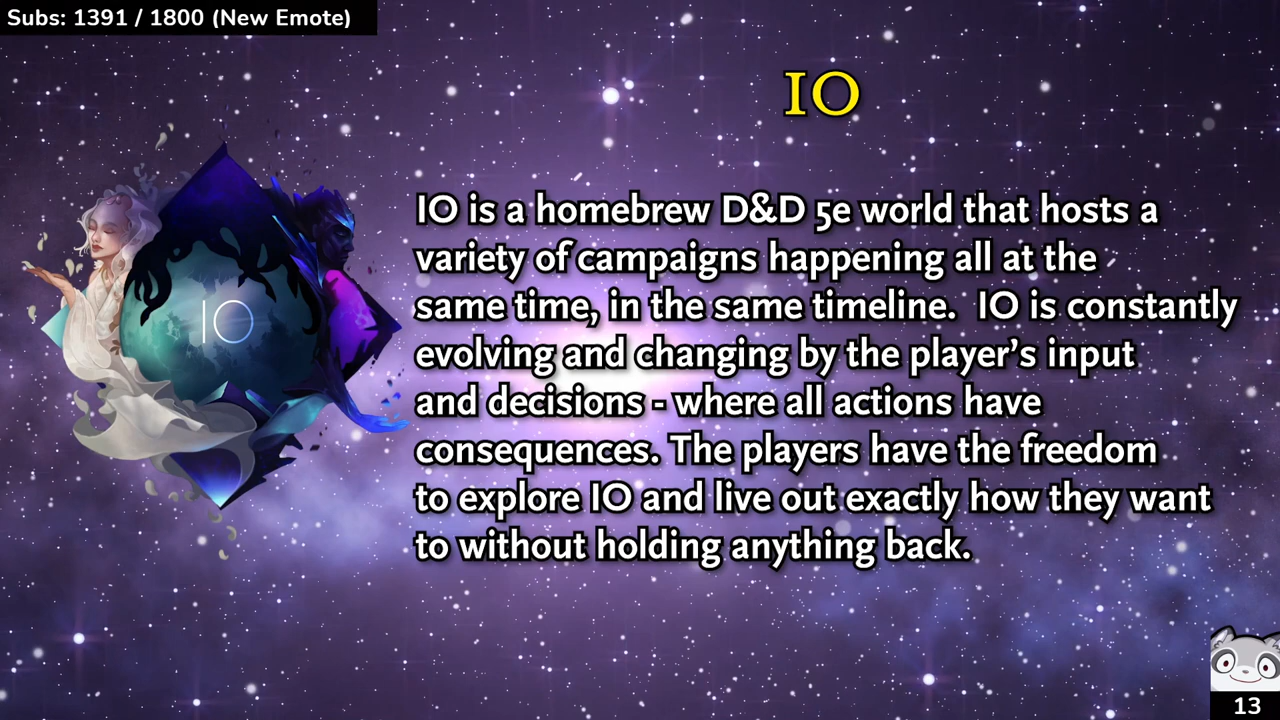 Subs: 1391 / 1800 (New Emote)
IO
IO
IO is a homebrew D&D 5e world that hosts a
variety of campaigns happening all at the
same time, in the same timeline.  IO is constantly
evolving and changing by the player’s input
and decisions - where all actions have
consequences. The players have the freedom
to explore IO and live out exactly how they want
to without holding anything back.
13